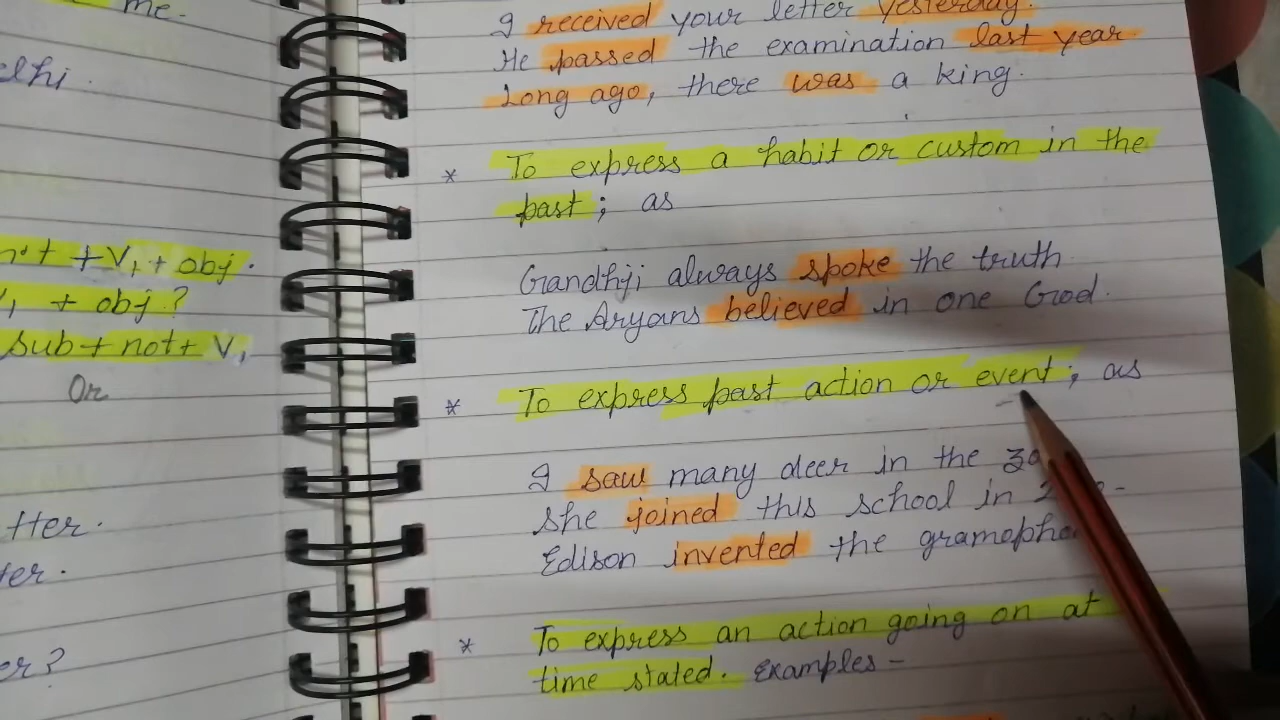 me.
elhi.
not + V1 + obj.
V1 + obj ?
sub + not + V1
Or
tter.
ter.
er?
I received your letter yesterday.
He passed the examination last year
Long ago, there was a king.
* To express a habit or custom in the
past ; as
Gandhiji always spoke the truth
The Aryans believed in one God.
* To express past action or event ; as
I saw many deer in the
She joined this school in
Edison invented the
* To express an action going on at
time stated. Examples -